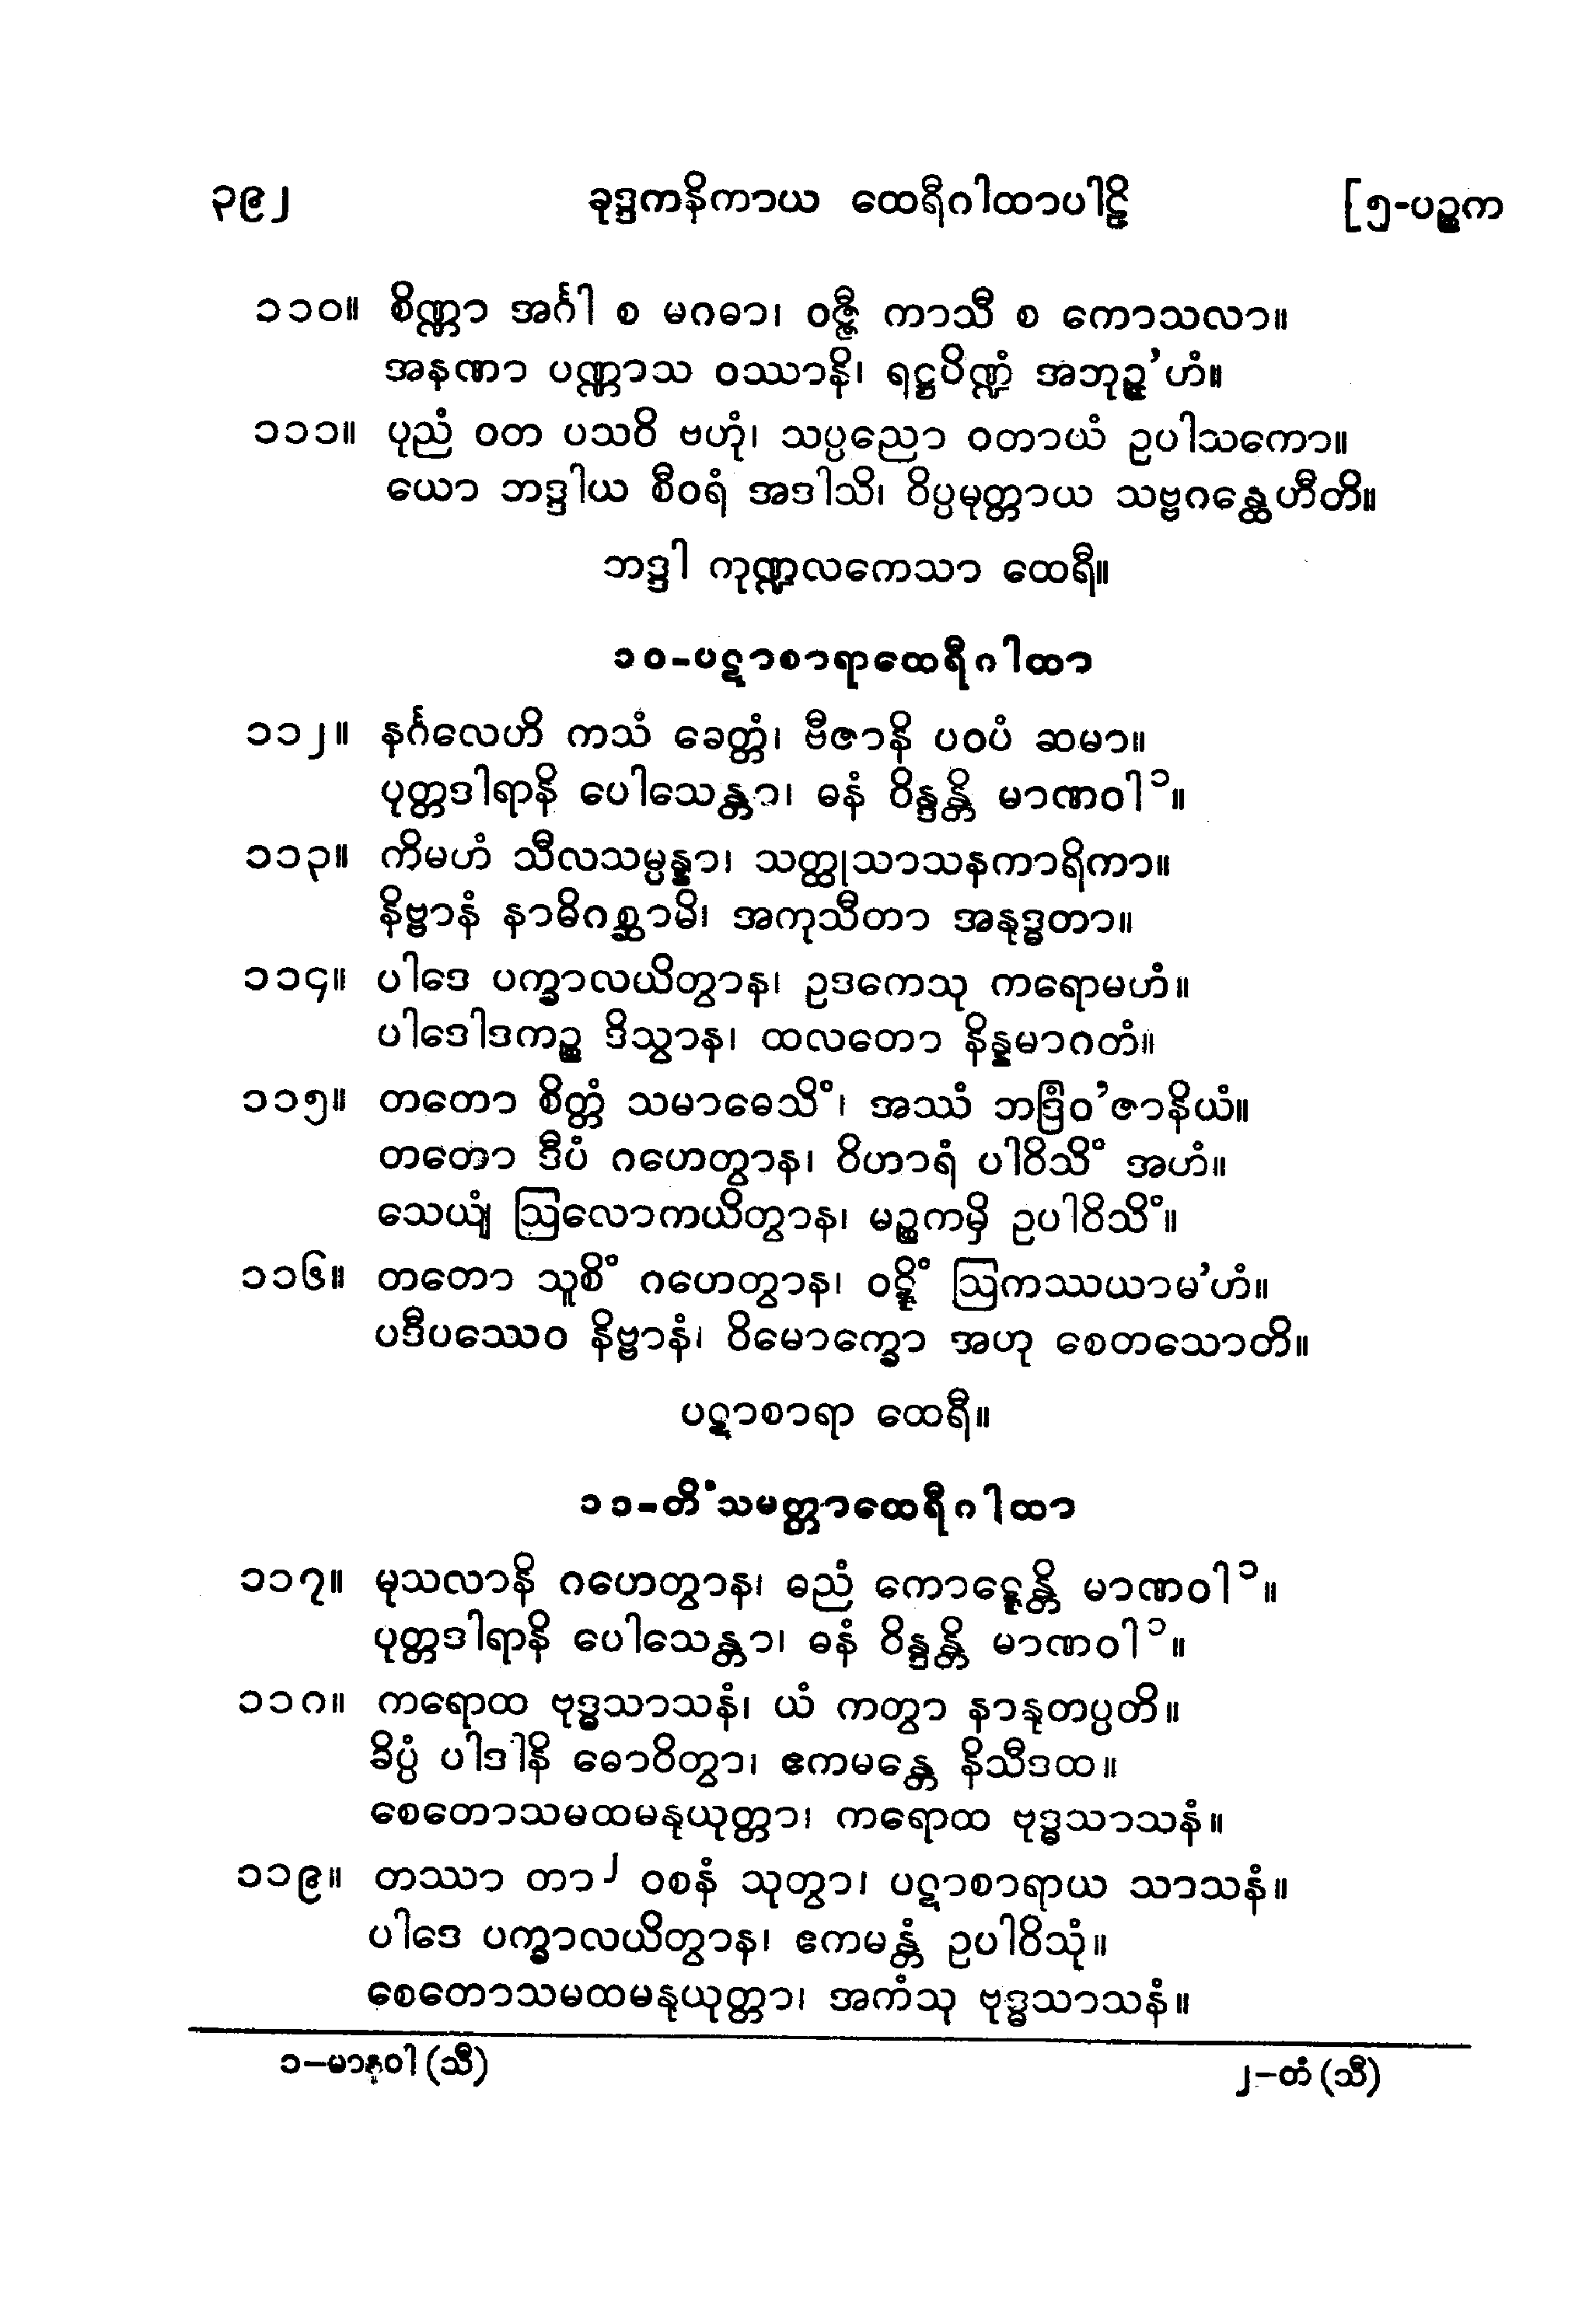 ၃၉၂ ခုဒ္ဒကနိကာယ ထေရီဂါထာပါဠိ [၅-ပဉ္စက
၁၁၀။ စိဏ္ဏာ အင်္ဂါ စ မဂဓာ၊ ဝဇ္ဇီ ကာသီ စ ကောသလာ။
အနဏာ ပဏ္ဏာသ ဝဿာနိ၊ ရဋ္ဌပိဏ္ဍံ အဘုဉ္ဇ’ဟံ။
၁၁၁။ ပုညံ ဝတ ပသဝိ ဗဟုံ၊ သပ္ပညော ဝတာယံ ဥပါသကော။
ယော ဘဒ္ဒါယ စီဝရံ အဒါသိ၊ ဝိပ္ပမုတ္တာယ သဗ္ဗဂန္ထေဟီတိ။
ဘဒ္ဒါ ကုဏ္ဍလကေသာ ထေရီ။
၁၀-ပဋာစာရာထေရီဂါထာ
၁၁၂။ နင်္ဂလေဟိ ကသံ ခေတ္တံ၊ ဗီဇာနိ ပဝပံ ဆမာ။
ပုတ္တဒါရာနိ ပေါသေန္တာ၊ ဓနံ ဝိန္ဒန္တိ မာဏဝါ ၁။
၁၁၃။ ကိမဟံ သီလသမ္ပန္နာ၊ သတ္ထုသာသနကာရိကာ။
နိဗ္ဗာနံ နာဓိဂစ္ဆာမိ၊ အကုသီတာ အနုဒ္ဓတာ။
၁၁၄။ ပါဒေ ပက္ခာလယိတွာန၊ ဥဒကေသု ကရောမဟံ။
ပါဒေါဒကဉ္စ ဒိသွာန၊ ထလတော နိန္နမာဂတံ။
၁၁၅။ တတော စိတ္တံ သမာဓေသိံ၊ အဿံ ဘဒြံဝ’ဇာနိယံ။
တတော ဒီပံ ဂဟေတွာန၊ ဝိဟာရံ ပါဝိသိံ အဟံ။
သေယျံ ဩလောကယိတွာန၊ မဉ္စကမှိ ဥပါဝိသိံ။
၁၁၆။ တတော သူစိံ ဂဟေတွာန၊ ဝဋ္ဋိံ ဩကဿယာမ’ဟံ။
ပဒီပဿေဝ နိဗ္ဗာနံ၊ ဝိမောက္ခော အဟု စေတသောတိ။
ပဋာစာရာ ထေရီ။
၁၁-တိံသမတ္တာထေရီဂါထာ
၁၁၇။ မုသလာနိ ဂဟေတွာန၊ ဓညံ ကောဋ္ဋေန္တိ မာဏဝါ ၁။
ပုတ္တဒါရာနိ ပေါသေန္တာ၊ ဓနံ ဝိန္ဒန္တိ မာဏဝါ ၁။
၁၁၈။ ကရောထ ဗုဒ္ဓသာသနံ၊ ယံ ကတွာ နာနုတပ္ပတိ။
ခိပ္ပံ ပါဒါနိ ဓောဝိတွာ၊ ဧကမန္တေ နိသီဒထ။
စေတောသမထမနုယုတ္တာ၊ ကရောထ ဗုဒ္ဓသာသနံ။
၁၁၉။ တဿာ တာ ၂ ဝစနံ သုတွာ၊ ပဋာစာရာယ သာသနံ။
ပါဒေ ပက္ခာလယိတွာန၊ ဧကမန္တံ ဥပါဝိသုံ။
စေတောသမထမနုယုတ္တာ၊ အကံသု ဗုဒ္ဓသာသနံ။
၁-မာနဝါ (သီ) ၂-တံ (သီ)